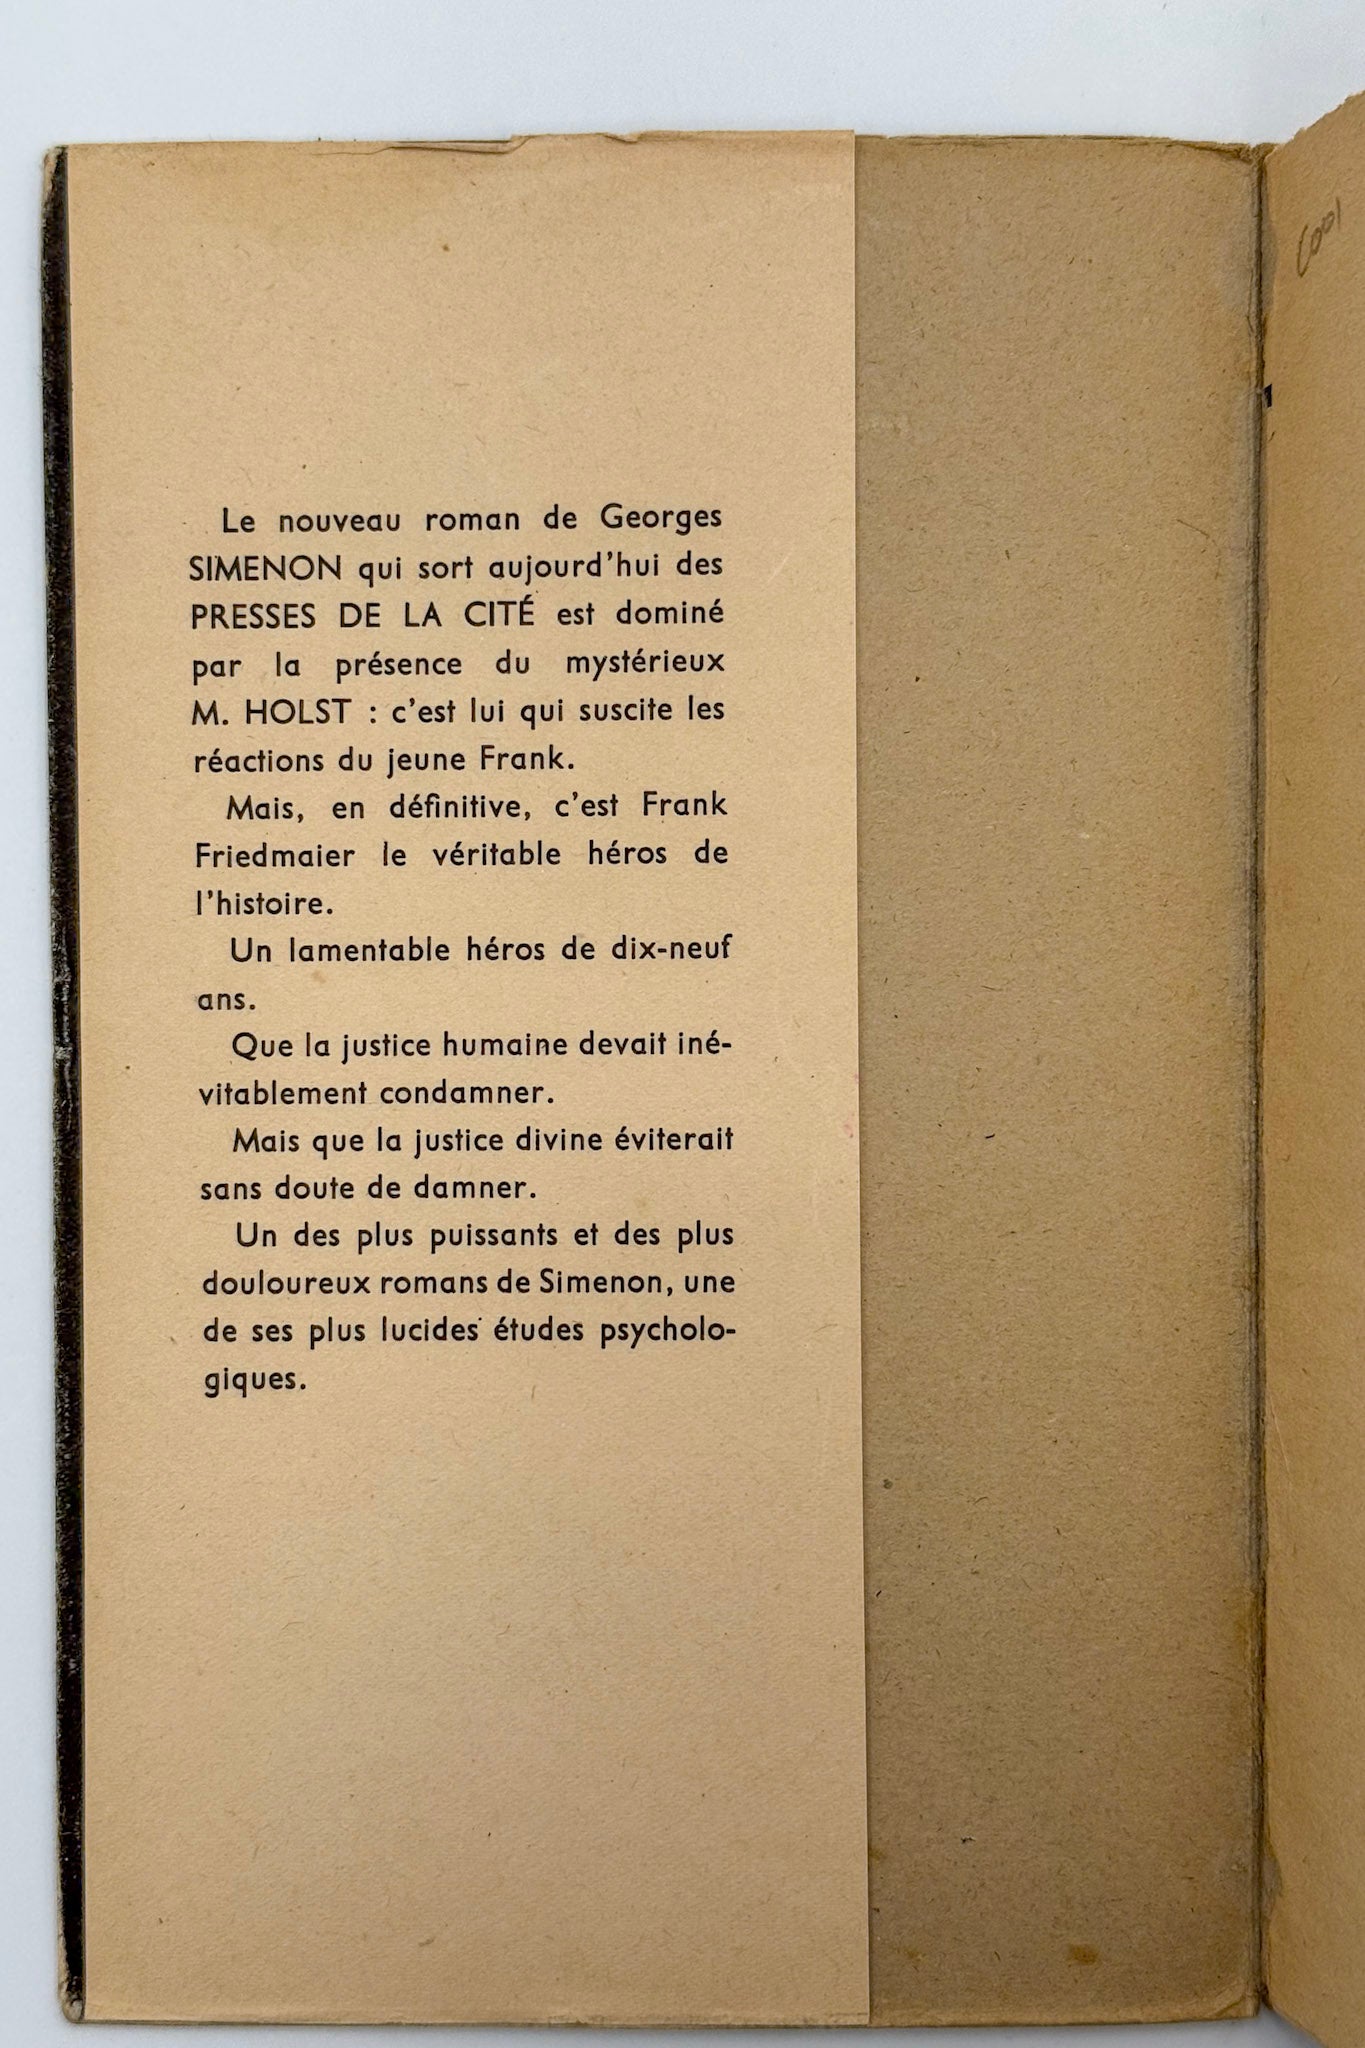 Le nouveau roman de Georges
SIMENON qui sort aujourd'hui des
PRESSES DE LA CITÉ est dominé
par la présence du mystérieux
M. HOLST : c'est lui qui suscite les
réactions du jeune Frank.
Mais, en définitive, c'est Frank
Friedmaier le véritable héros de
l'histoire.
Un lamentable héros de dix-neuf
ans.
Que la justice humaine devait iné-
vitablement condamner.
Mais que la justice divine éviterait
sans doute de damner.
Un des plus puissants et des plus
douloureux romans de Simenon, une
de ses plus lucides études psycholo-
giques.